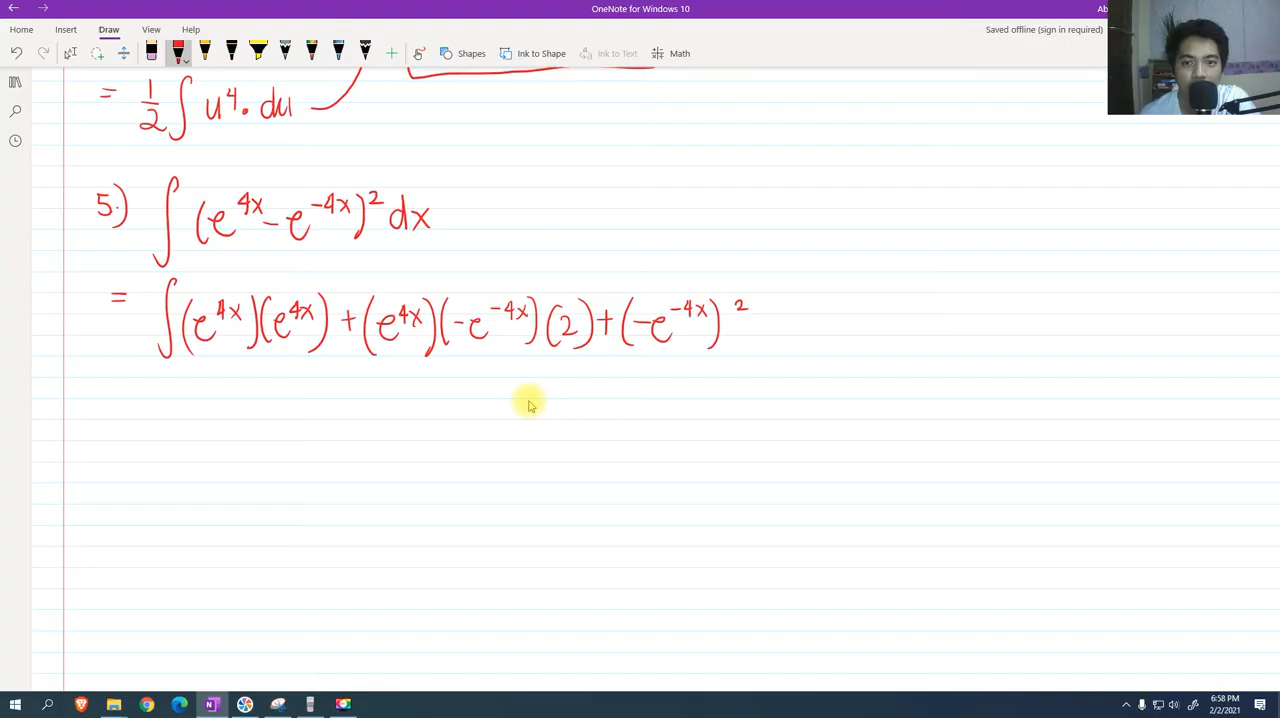 OneNote for Windows 10
Ab
Home Insert Draw View Help
Saved offline (sign in required)
Shapes Ink to Shape Ink to Text Math
= 1/2 ∫ u⁴ · du
5.) ∫ (e^{4x} - e^{-4x})² dx
= ∫ (e^{4x})(e^{4x}) + (e^{4x})(-e^{-4x})(2) + (-e^{-4x})²
6:58 PM
2/2/2021